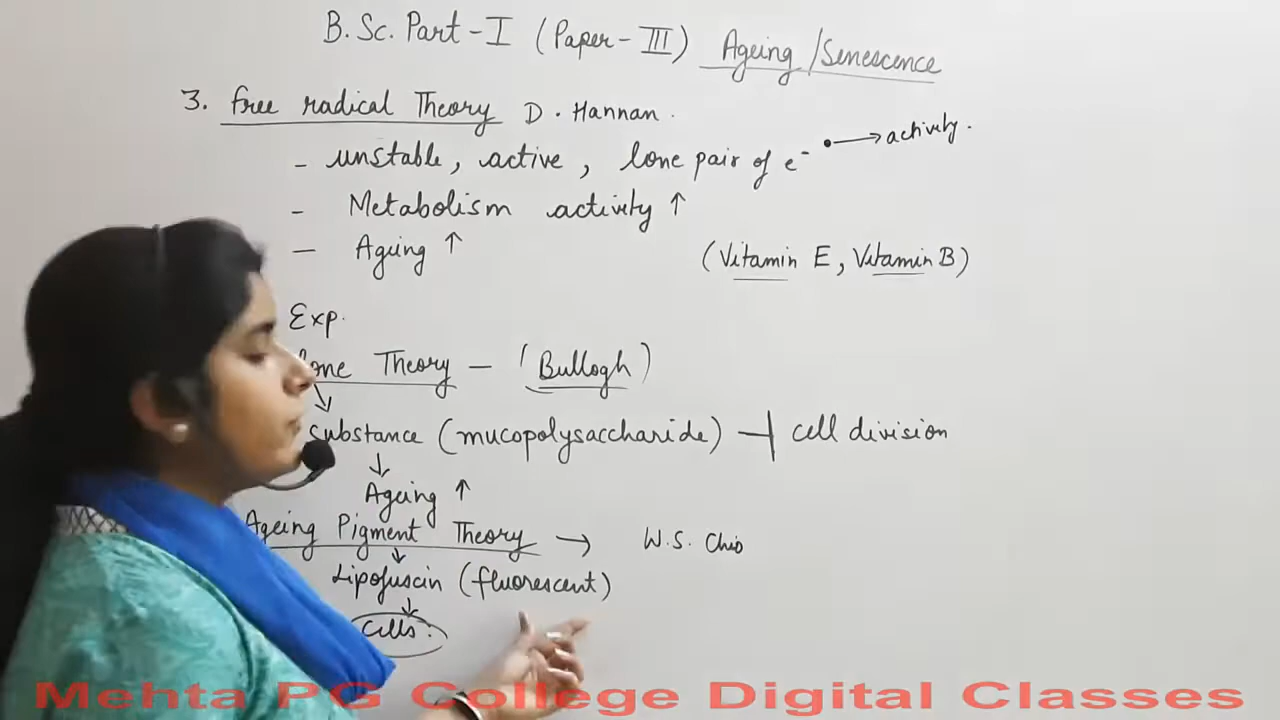 B.Sc. Part-I (Paper-III) Ageing/Senescence
3. free radical Theory D. Hannan.
- unstable, active, lone pair of e⁻ • → actively.
- Metabolism activity ↑
- Ageing ↑ (Vitamin E, Vitamin B)
Exp.
Theory - (Bullogh)
↓
Substance (mucopolysaccharide) ⊣ cell division
↓
Ageing ↑
Ageing Pigment Theory → W.S.
↓
Lipofuscin (fluorescent)
↓
Cells.
Mehta PG College Digital Classes